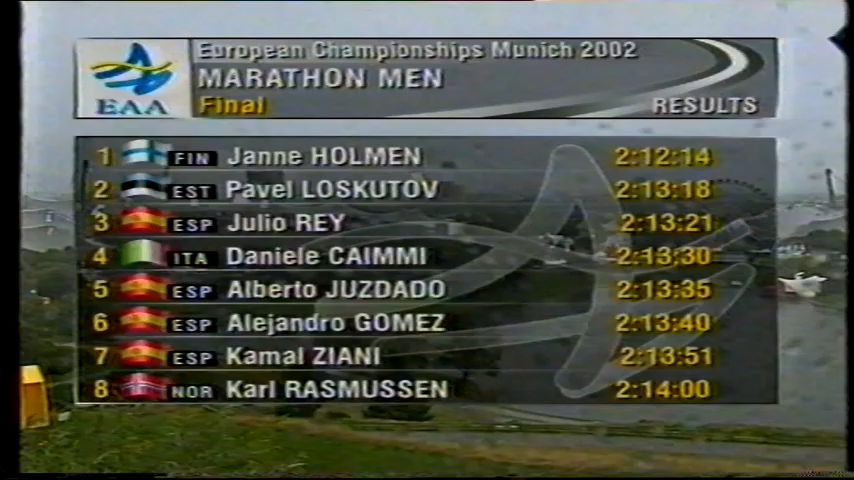 European Championships Munich 2002
MARATHON MEN
EAA
Final RESULTS
1 FIN Janne HOLMEN 2:12:14
2 EST Pavel LOSKUTOV 2:13:18
3 ESP Julio REY 2:13:21
4 ITA Daniele CAIMMI 2:13:30
5 ESP Alberto JUZDADO 2:13:35
6 ESP Alejandro GOMEZ 2:13:40
7 ESP Kamal ZIANI 2:13:51
8 NOR Karl RASMUSSEN 2:14:00